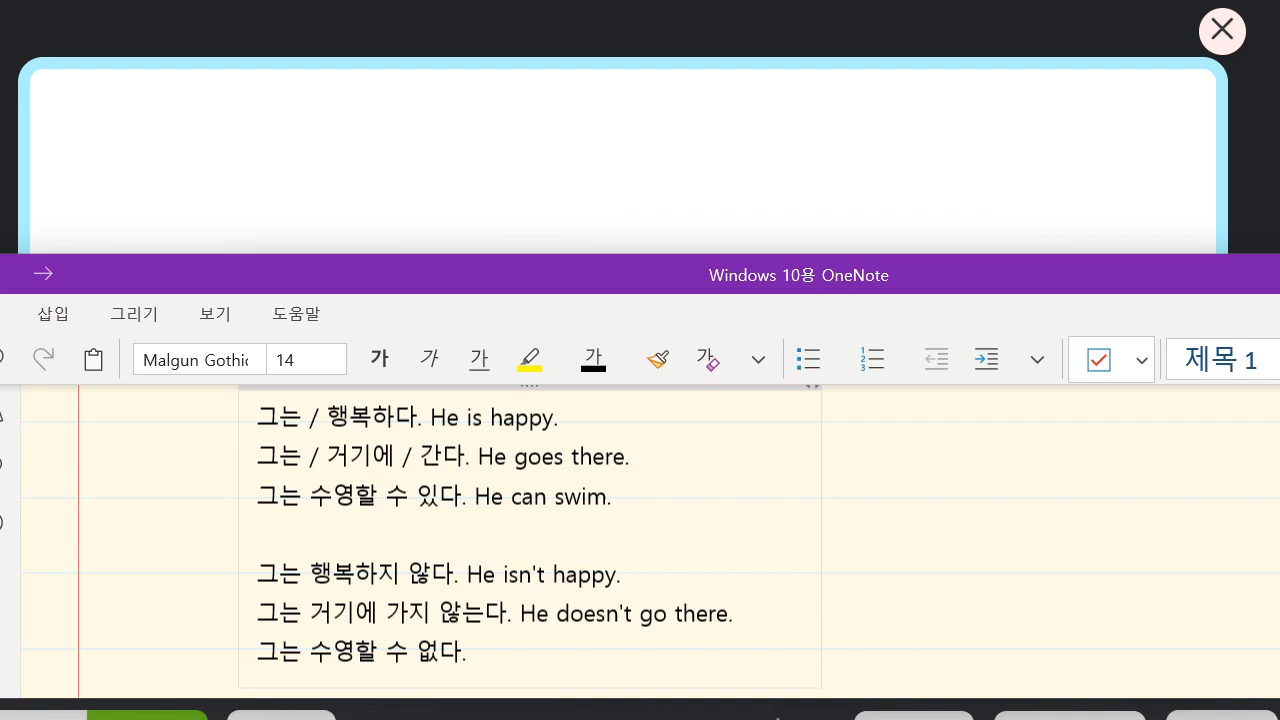 Windows 10용 OneNote
삽입 그리기 보기 도움말
Malgun Gothic 14 가 가 가 가 가 제목 1
그는 / 행복하다. He is happy.
그는 / 거기에 / 간다. He goes there.
그는 수영할 수 있다. He can swim.
그는 행복하지 않다. He isn't happy.
그는 거기에 가지 않는다. He doesn't go there.
그는 수영할 수 없다.